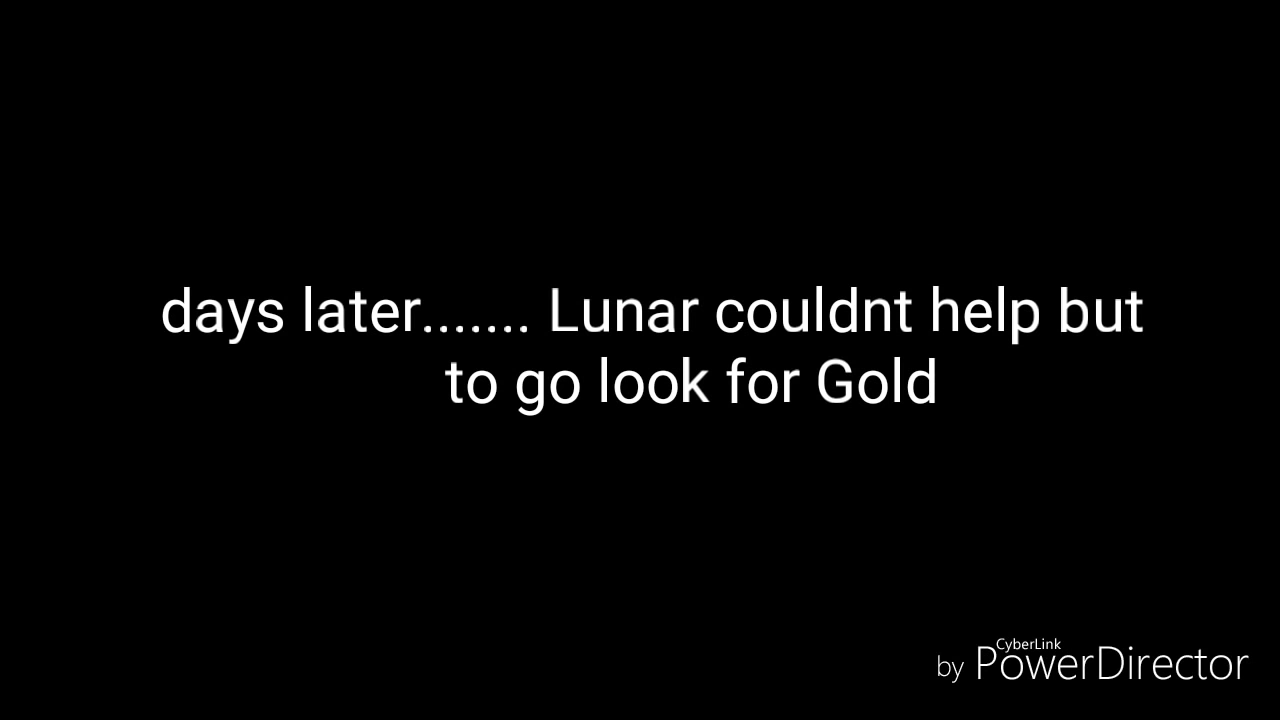 days later....... Lunar couldnt help but
to go look for Gold
CyberLink
by PowerDirector